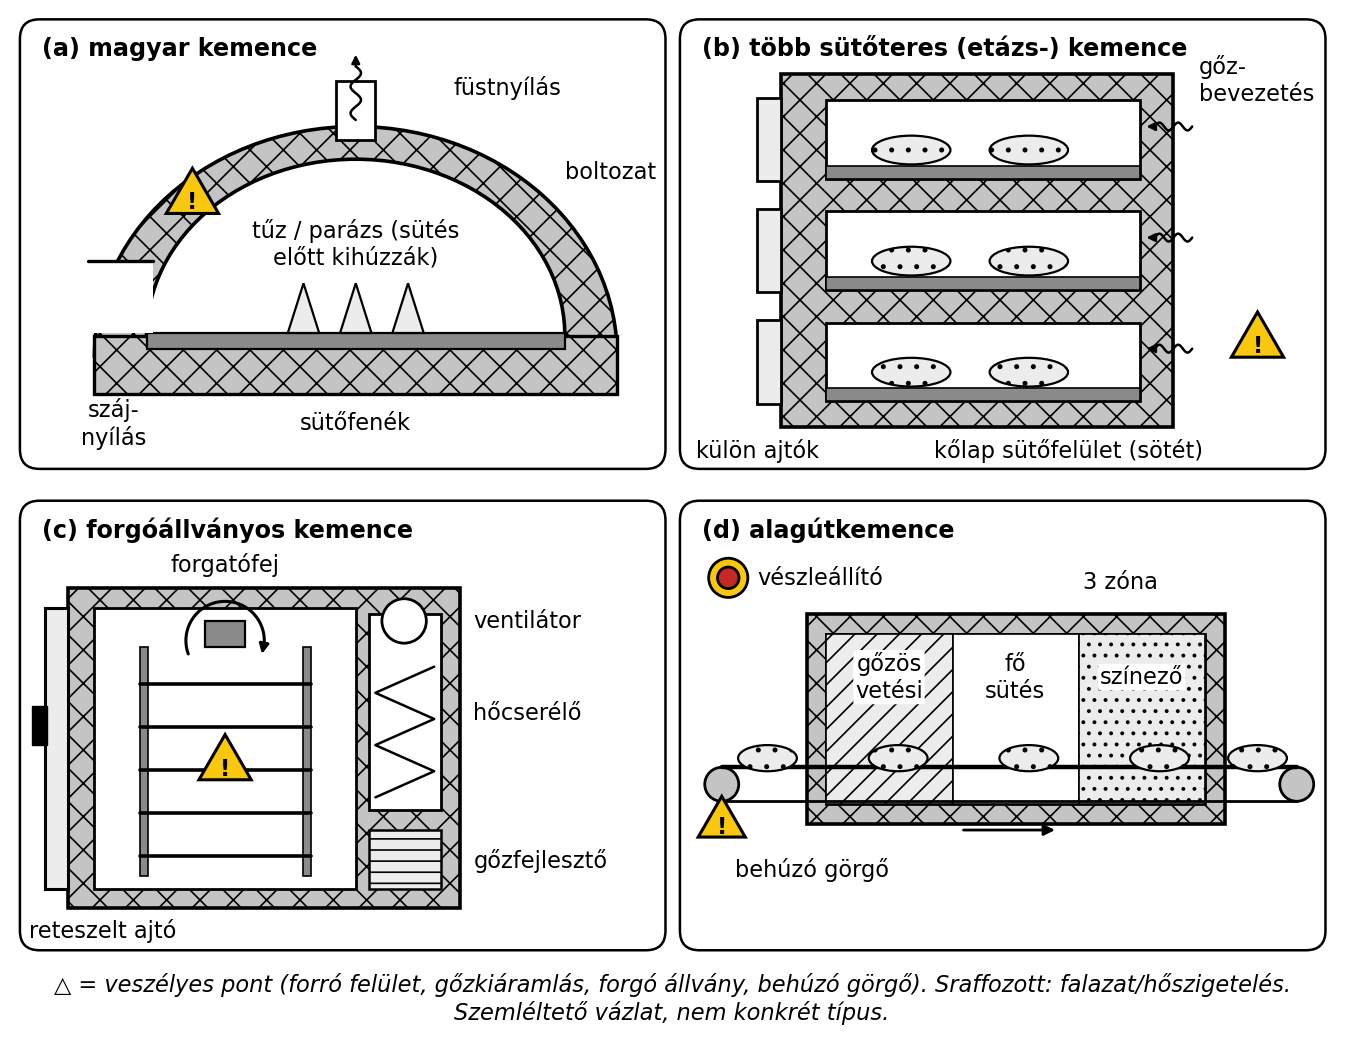 (a) magyar kemence
füstnyílás
boltozat
!
tűz / parázs (sütés
előtt kihúzzák)
száj-
nyílás
sütőfenék
(b) több sütőteres (etázs-) kemence
gőz-
bevezetés
!
külön ajtók
kőlap sütőfelület (sötét)
(c) forgóállványos kemence
forgatófej
ventilátor
hőcserélő
!
gőzfejlesztő
reteszelt ajtó
(d) alagútkemence
vészleállító
3 zóna
gőzös
vetési
fő
sütés
színező
!
behúzó görgő
△ = veszélyes pont (forró felület, gőzkiáramlás, forgó állvány, behúzó görgő). Sraffozott: falazat/hőszigetelés.
Szemléltető vázlat, nem konkrét típus.